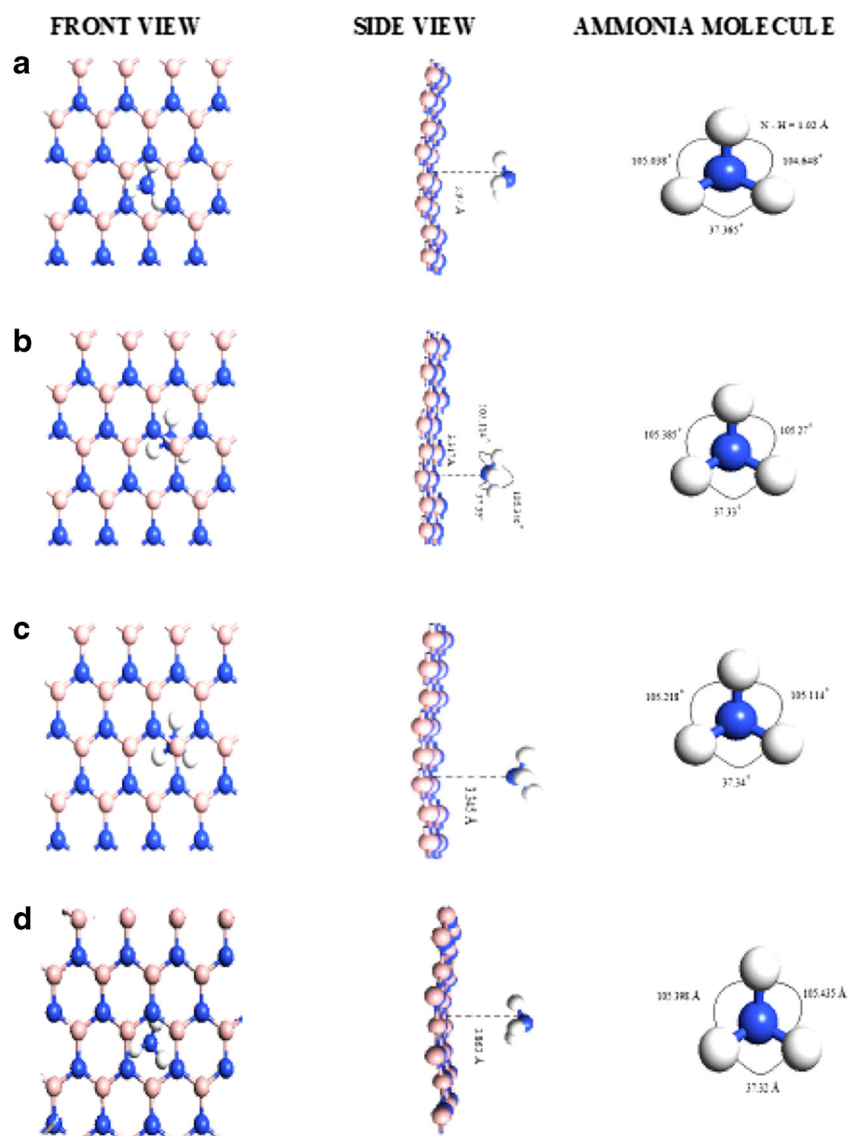 FRONT VIEW SIDE VIEW AMMONIA MOLECULE
a
N - H = 1.02 Å
105.038° 104.648°
37.365°
b
105.385° 105.27°
37.33°
c
105.218° 105.114°
3.345 Å
37.34°
d
105.398 Å 105.435 Å
37.32 Å